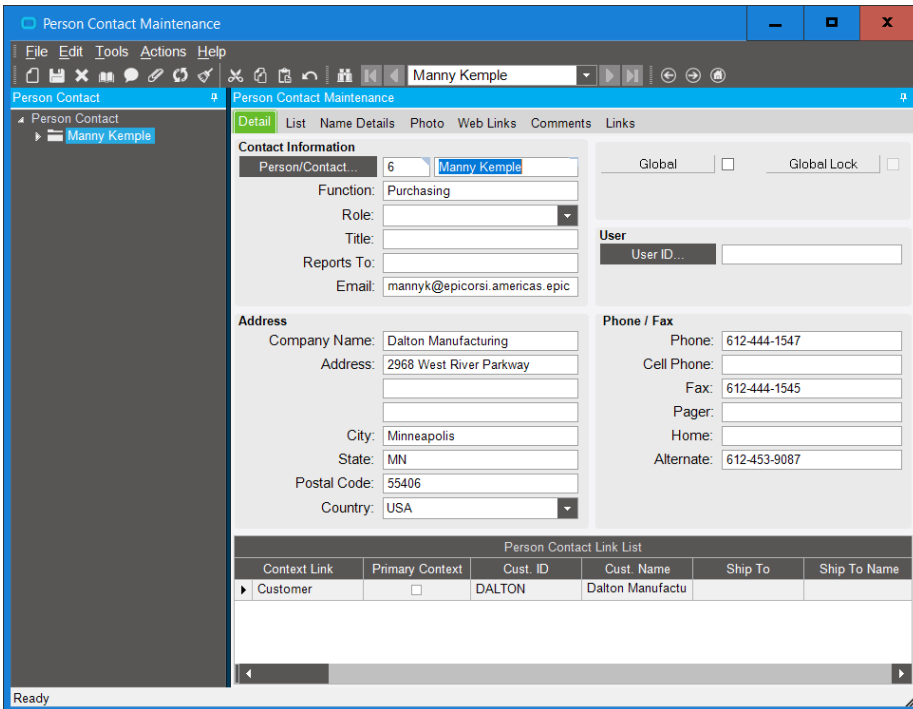 Person Contact Maintenance
File Edit Tools Actions Help
Manny Kemple
Person Contact
Person Contact Maintenance
Person Contact
Manny Kemple
Detail List Name Details Photo Web Links Comments Links
Contact Information
Person/Contact... 6 Manny Kemple
Function: Purchasing
Role:
Title:
Reports To:
Email: mannyk@epicorsi.americas.epic
Global Global Lock
User
User ID...
Address
Company Name: Dalton Manufacturing
Address: 2968 West River Parkway
City: Minneapolis
State: MN
Postal Code: 55406
Country: USA
Phone / Fax
Phone: 612-444-1547
Cell Phone:
Fax: 612-444-1545
Pager:
Home:
Alternate: 612-453-9087
Person Contact Link List
Context Link Primary Context Cust. ID Cust. Name Ship To Ship To Name
Customer DALTON Dalton Manufactu
Ready